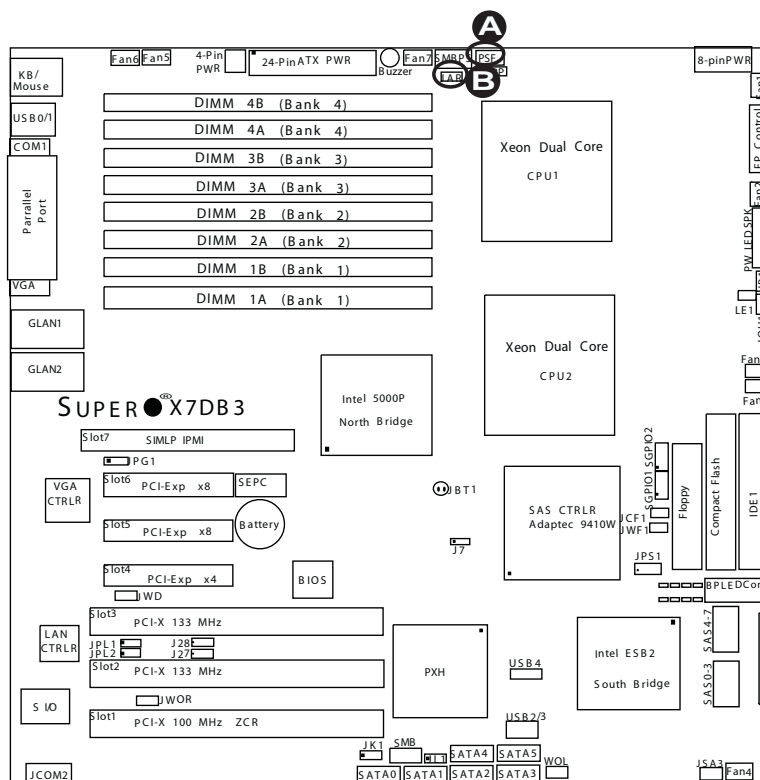 A
Fan6 Fan5 4-Pin PWR 24-PinATX PWR Buzzer Fan7 SMBPS PSF 8-pinPWR
JAR B P
KB/
Mouse
Fan1
USB0/1
COM1
Parrallel
Port
VGA
GLAN1
GLAN2
DIMM 4B (Bank 4)
DIMM 4A (Bank 4)
DIMM 3B (Bank 3)
DIMM 3A (Bank 3)
DIMM 2B (Bank 2)
DIMM 2A (Bank 2)
DIMM 1B (Bank 1)
DIMM 1A (Bank 1)
Xeon Dual Core
CPU1
FP Control
PW LED SPK
LE1
Xeon Dual Core
CPU2
Fan
Fan
Intel 5000P
North Bridge
SUPER ® X7DB3
Slot7 SIMLP IPMI
JPG1
Slot6 PCI-Exp x8 SEPC
VGA
CTRLR
Slot5 PCI-Exp x8
Battery
Slot4 PCI-Exp x4
JWD
BIOS
JBT1
J7
SAS CTRLR
Adaptec 9410W
SGPIO1 SGPIO2
JCF1
JWF1
Floppy
Compact Flash
IDE1
JPS1
BPLEDCon
Slot3 PCI-X 133 MHz
LAN
CTRLR
JPL1 J28
JPL2 J27
Slot2 PCI-X 133 MHz
S I/O
JWOR
Slot1 PCI-X 100 MHz ZCR
PXH
USB4
USB2/3
Intel ESB2
South Bridge
SAS4-7
SAS0-3
JCOM2
JK1 SMB SATA4 SATA5 WOL
SATA0 SATA1 SATA2 SATA3
JSA3 Fan4